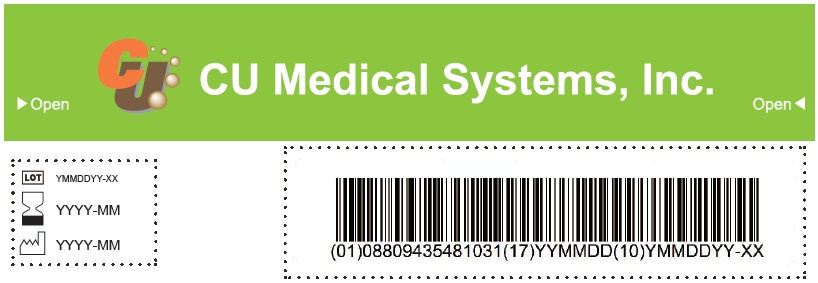 CU
CU Medical Systems, Inc.
Open
Open
LOT
YMMDDYY-XX
YYYY-MM
YYYY-MM
(01)08809435481031(17)YYMMDD(10)YMMDDYY-XX